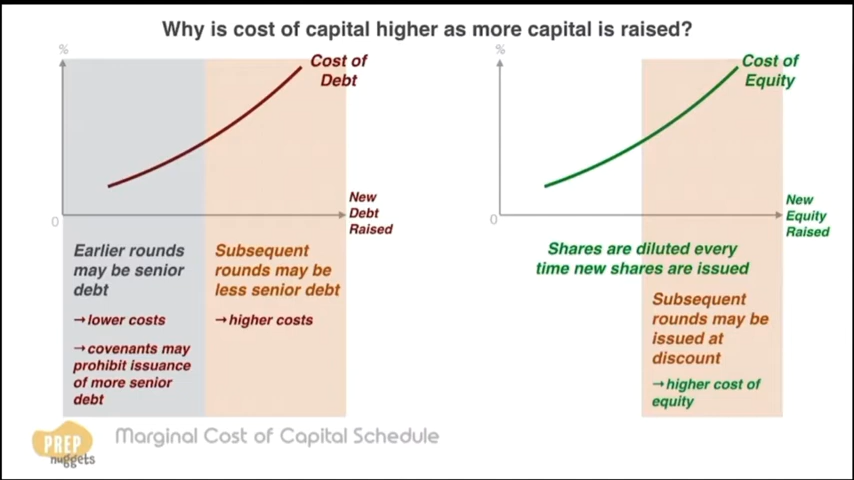 Why is cost of capital higher as more capital is raised?
%
Cost of
Debt
0
New
Debt
Raised
Earlier rounds
may be senior
debt
→lower costs
→covenants may
prohibit issuance
of more senior
debt
Subsequent
rounds may be
less senior debt
→higher costs
%
Cost of
Equity
0
New
Equity
Raised
Shares are diluted every
time new shares are issued
Subsequent
rounds may be
issued at
discount
→higher cost of
equity
PREP
nuggets
Marginal Cost of Capital Schedule